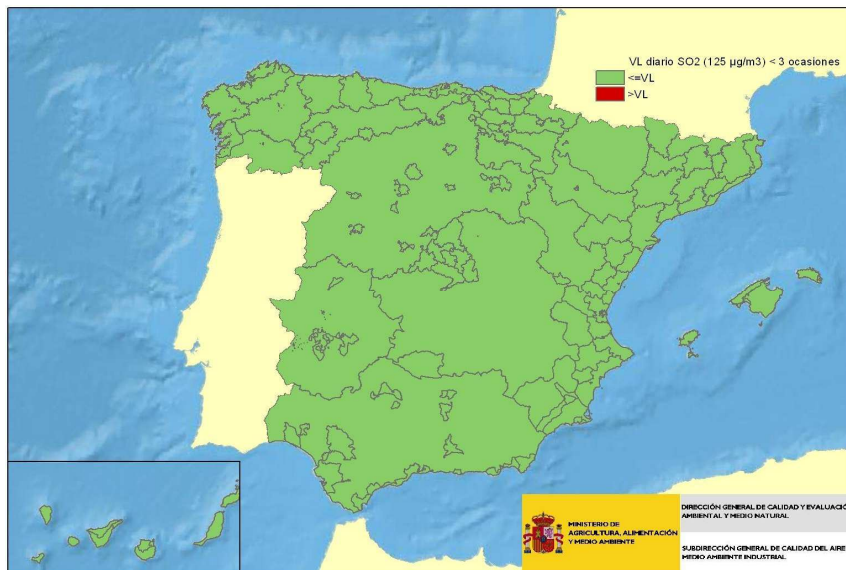 VL diario SO2 (125 µg/m3) < 3 ocasiones
<=VL
>VL
MINISTERIO DE
AGRICULTURA, ALIMENTACIÓN
Y MEDIO AMBIENTE
DIRECCIÓN GENERAL DE CALIDAD Y EVALUACIÓ
AMBIENTAL Y MEDIO NATURAL
SUBDIRECCIÓN GENERAL DE CALIDAD DEL AIRE
MEDIO AMBIENTE INDUSTRIAL